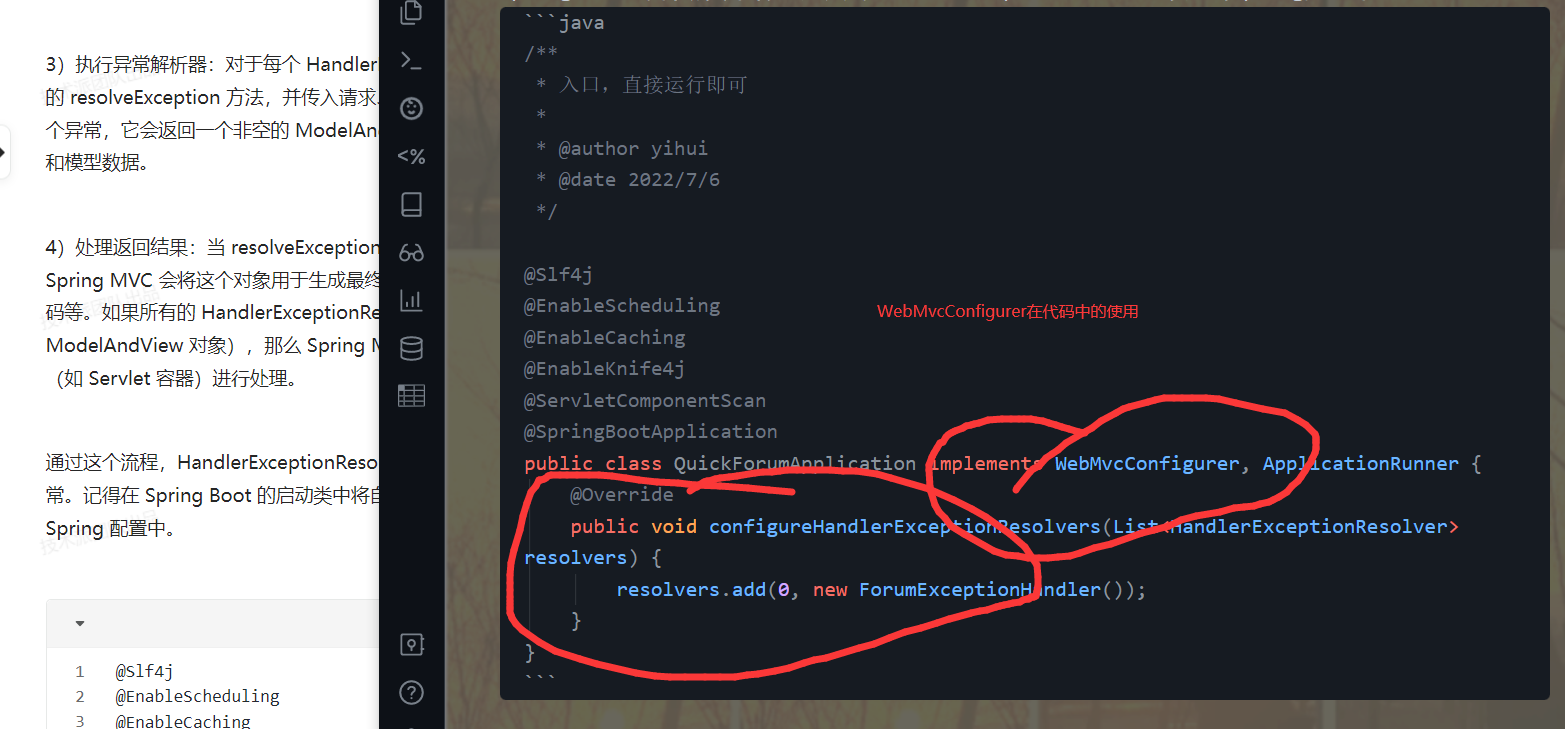 3）执行异常解析器：对于每个 Handler
的 resolveException 方法，并传入请求
个异常，它会返回一个非空的 ModelAn
和模型数据。
4）处理返回结果：当 resolveException
Spring MVC 会将这个对象用于生成最终
码等。如果所有的 HandlerExceptionRe
ModelAndView 对象），那么 Spring M
（如 Servlet 容器）进行处理。
通过这个流程，HandlerExceptionReso
常。记得在 Spring Boot 的启动类中将自
Spring 配置中。
1 @Slf4j
2 @EnableScheduling
3 @EnableCaching
```java
/**
* 入口，直接运行即可
*
* @author yihui
* @date 2022/7/6
*/
@Slf4j
@EnableScheduling
WebMvcConfigurer在代码中的使用
@EnableCaching
@EnableKnife4j
@ServletComponentScan
@SpringBootApplication
public class QuickForumApplication implements WebMvcConfigurer, ApplicationRunner {
@Override
public void configureHandlerExceptionResolvers(List<HandlerExceptionResolver>
resolvers) {
resolvers.add(0, new ForumExceptionHandler());
}
}
```